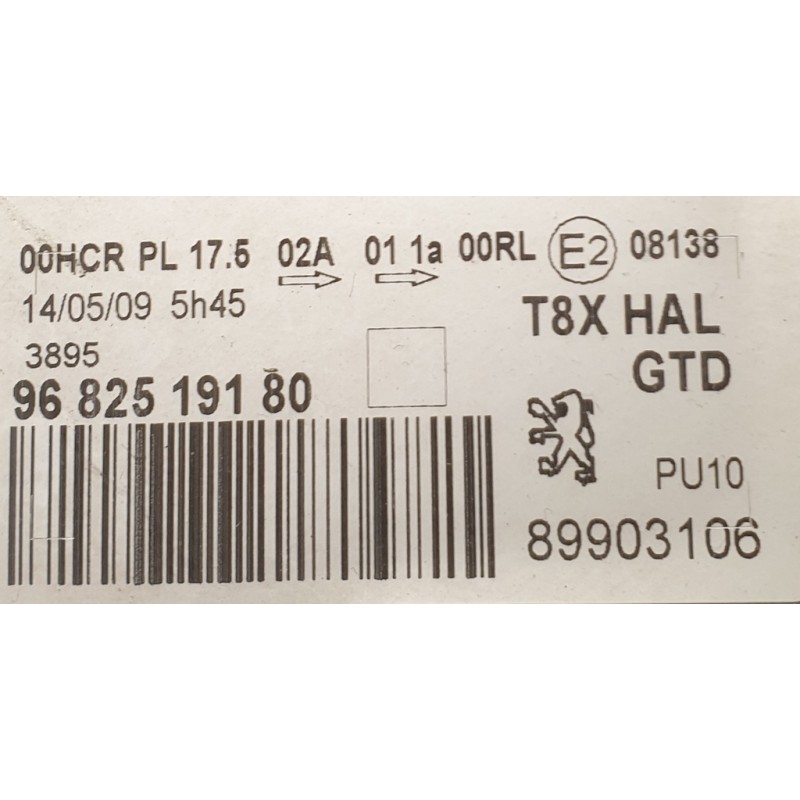 00HCR PL 17.5 02A 01 1a 00RL E2 08138
14/05/09 5h45
T8X HAL
3895
GTD
96 825 191 80
PU10
89903106